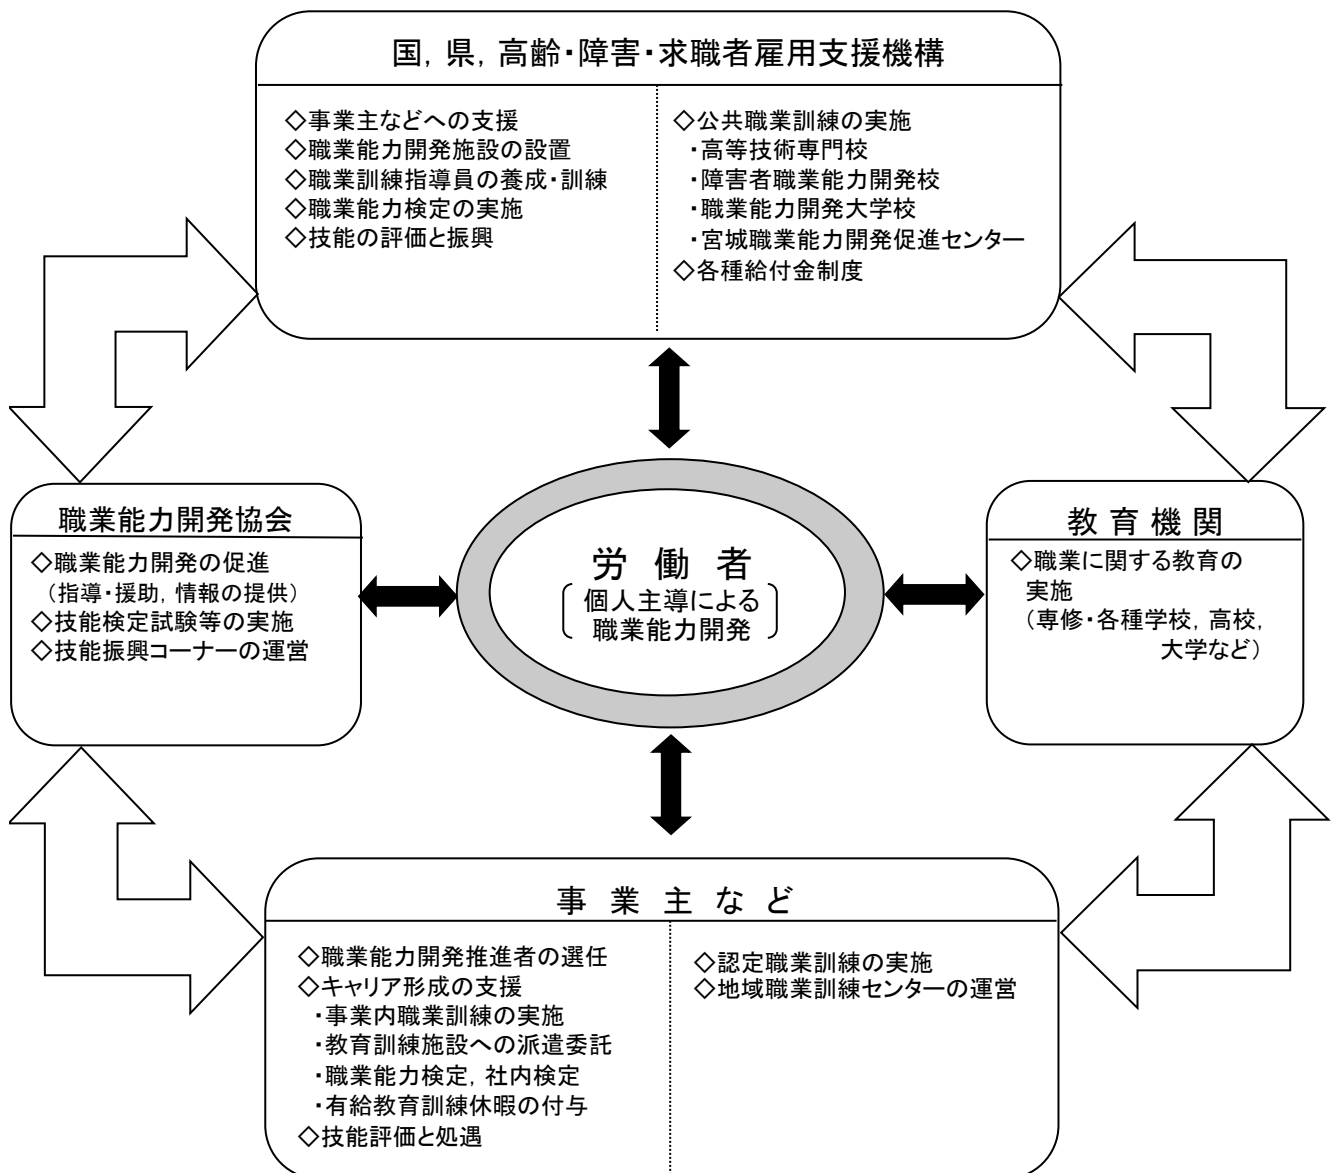 国，県，高齢・障害・求職者雇用支援機構
◇事業主などへの支援
◇職業能力開発施設の設置
◇職業訓練指導員の養成・訓練
◇職業能力検定の実施
◇技能の評価と振興
◇公共職業訓練の実施
・高等技術専門校
・障害者職業能力開発校
・職業能力開発大学校
・宮城職業能力開発促進センター
◇各種給付金制度
職業能力開発協会
◇職業能力開発の促進
（指導・援助，情報の提供）
◇技能検定試験等の実施
◇技能振興コーナーの運営
労働者
個人主導による
職業能力開発
教育機関
◇職業に関する教育の
実施
（専修・各種学校，高校，
大学など）
事業主など
◇職業能力開発推進者の選任
◇キャリア形成の支援
・事業内職業訓練の実施
・教育訓練施設への派遣委託
・職業能力検定，社内検定
・有給教育訓練休暇の付与
◇技能評価と処遇
◇認定職業訓練の実施
◇地域職業訓練センターの運営